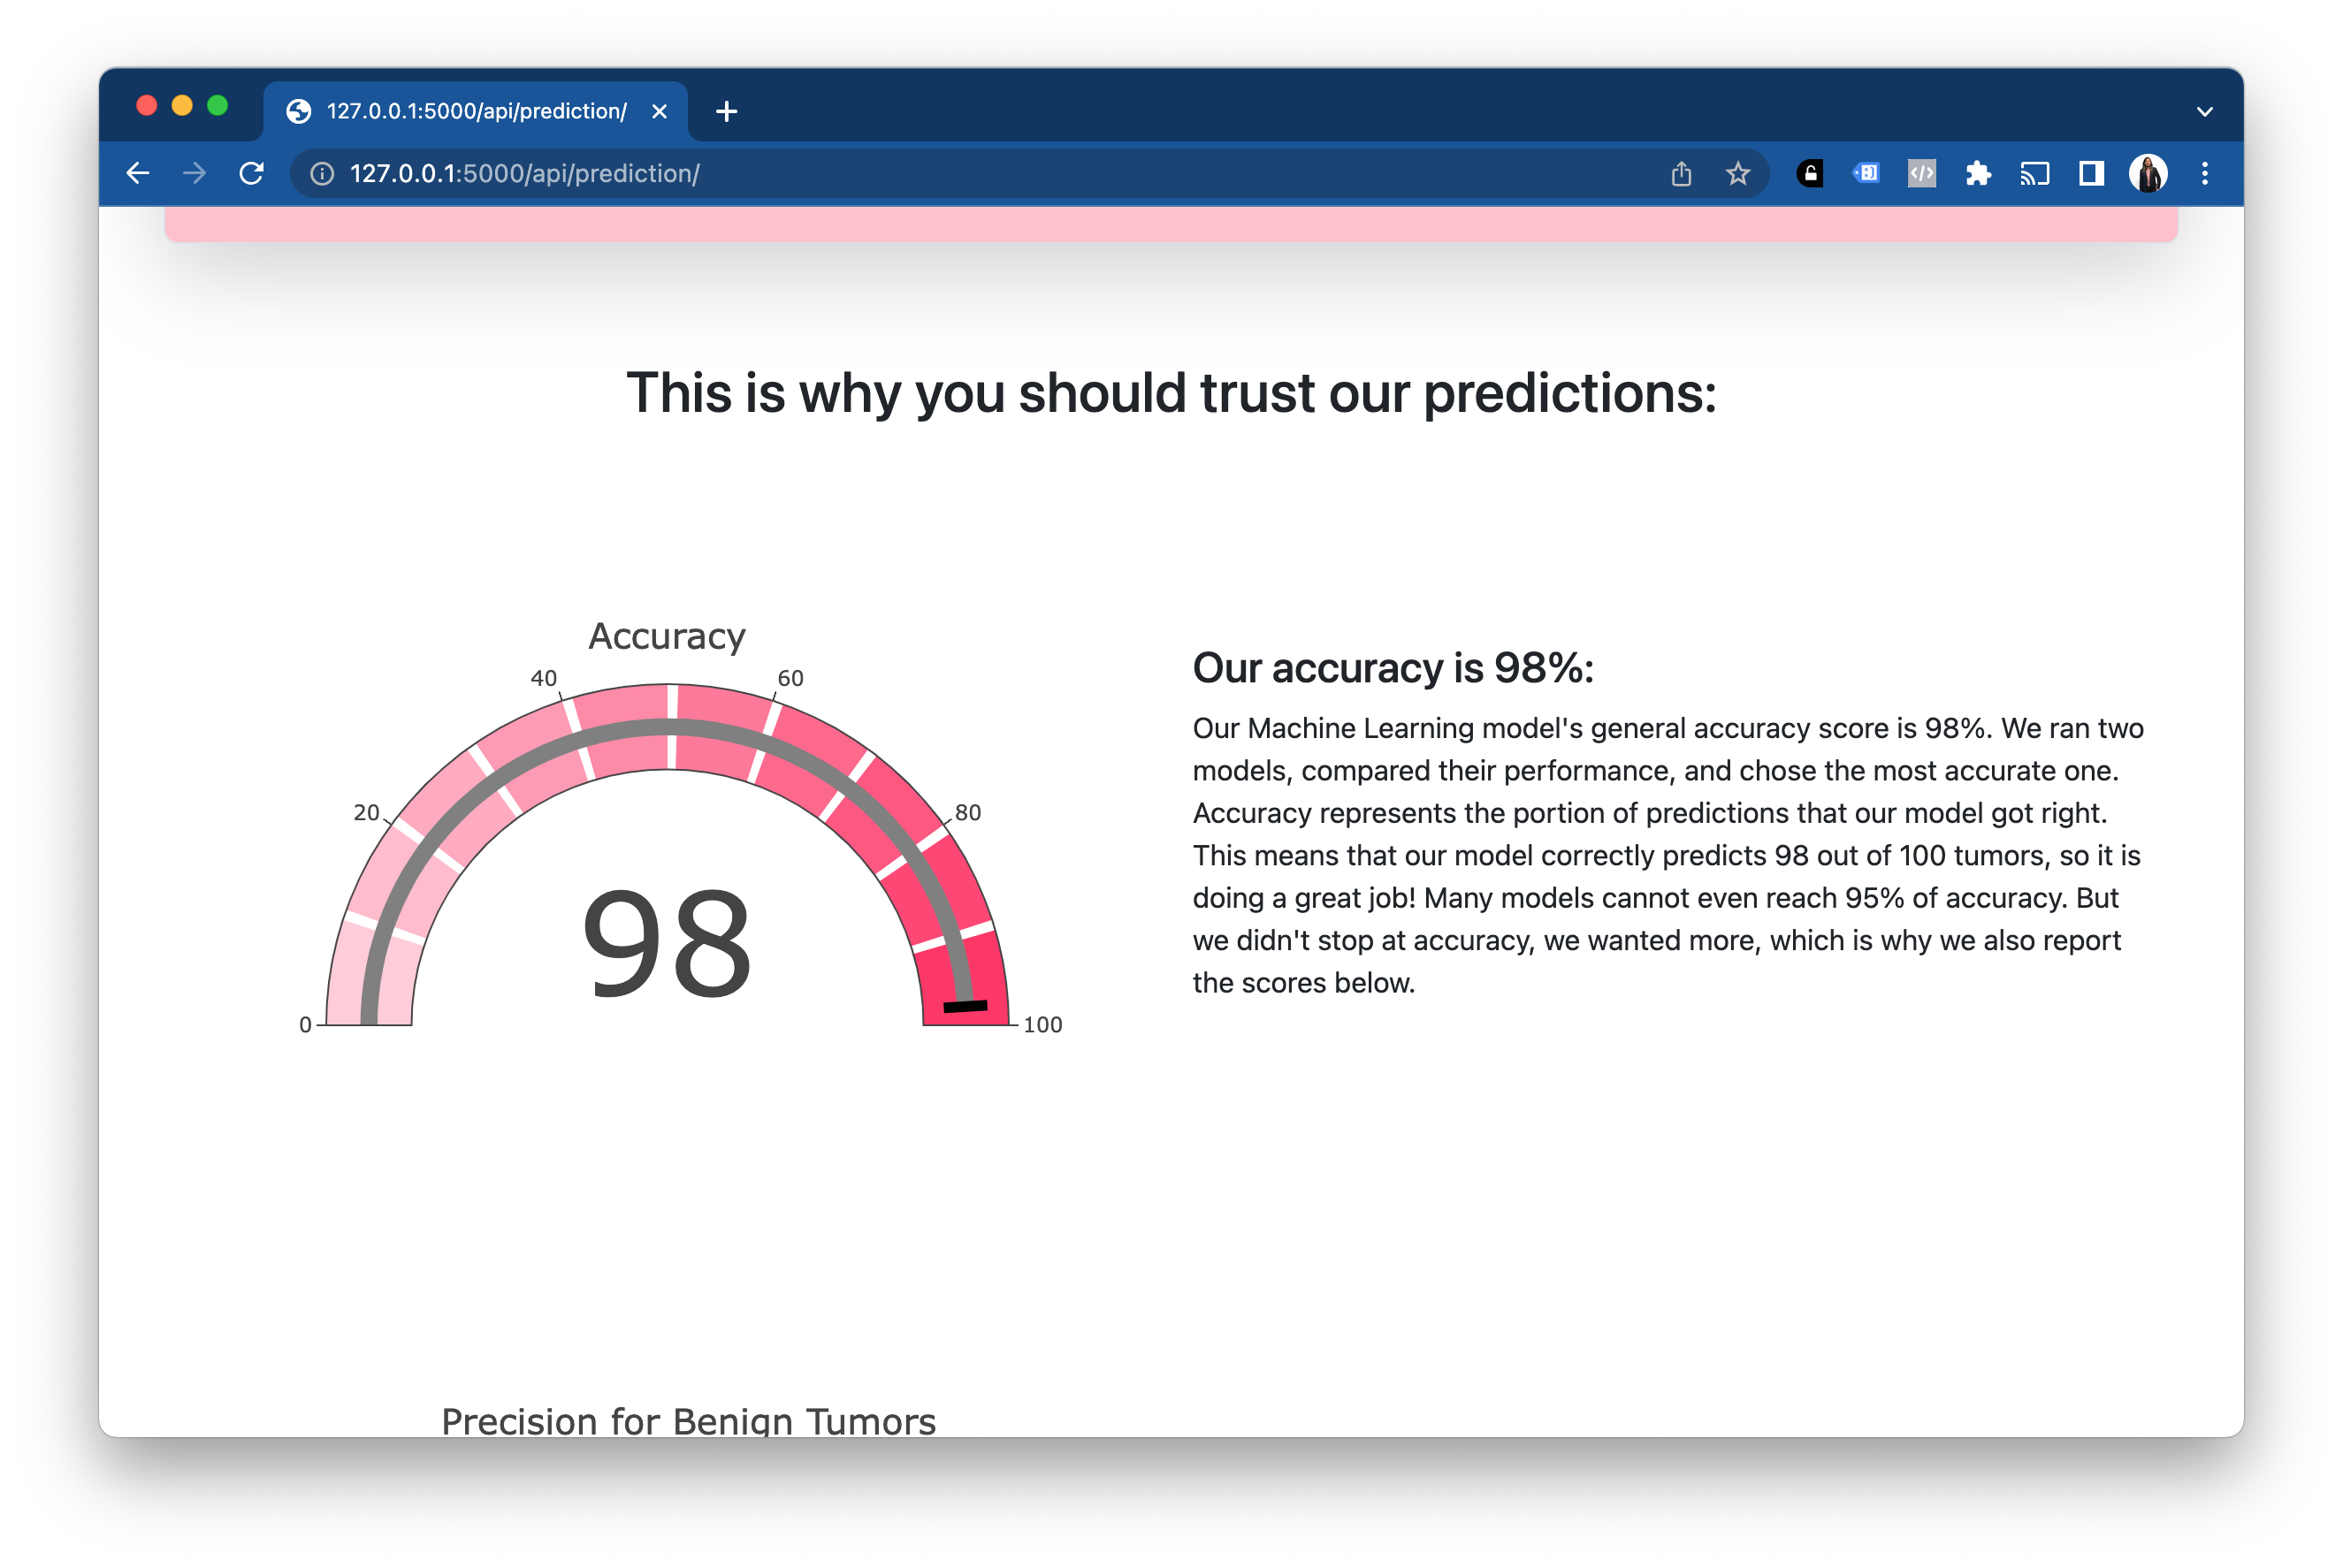 127.0.0.1:5000/api/prediction/
127.0.0.1:5000/api/prediction/
This is why you should trust our predictions:
Accuracy
0
20
40
60
80
100
98
Our accuracy is 98%:
Our Machine Learning model's general accuracy score is 98%. We ran two
models, compared their performance, and chose the most accurate one.
Accuracy represents the portion of predictions that our model got right.
This means that our model correctly predicts 98 out of 100 tumors, so it is
doing a great job! Many models cannot even reach 95% of accuracy. But
we didn't stop at accuracy, we wanted more, which is why we also report
the scores below.
Precision for Benign Tumors